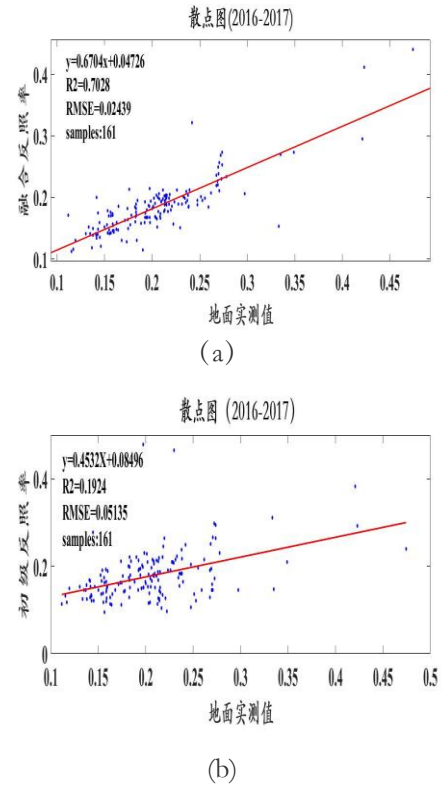 散点图(2016-2017)
y=0.6704x+0.04726
R2=0.7028
RMSE=0.02439
samples:161
融合反照率
0.4
0.3
0.2
0.1
0.1 0.15 0.2 0.25 0.3 0.35 0.4 0.45
地面实测值
(a)
散点图 (2016-2017)
y=0.4532X+0.08496
R2=0.1924
RMSE=0.05135
samples:161
初级反照率
0.4
0.2
0
0.1 0.15 0.2 0.25 0.3 0.35 0.4 0.45 0.5
地面实测值
(b)